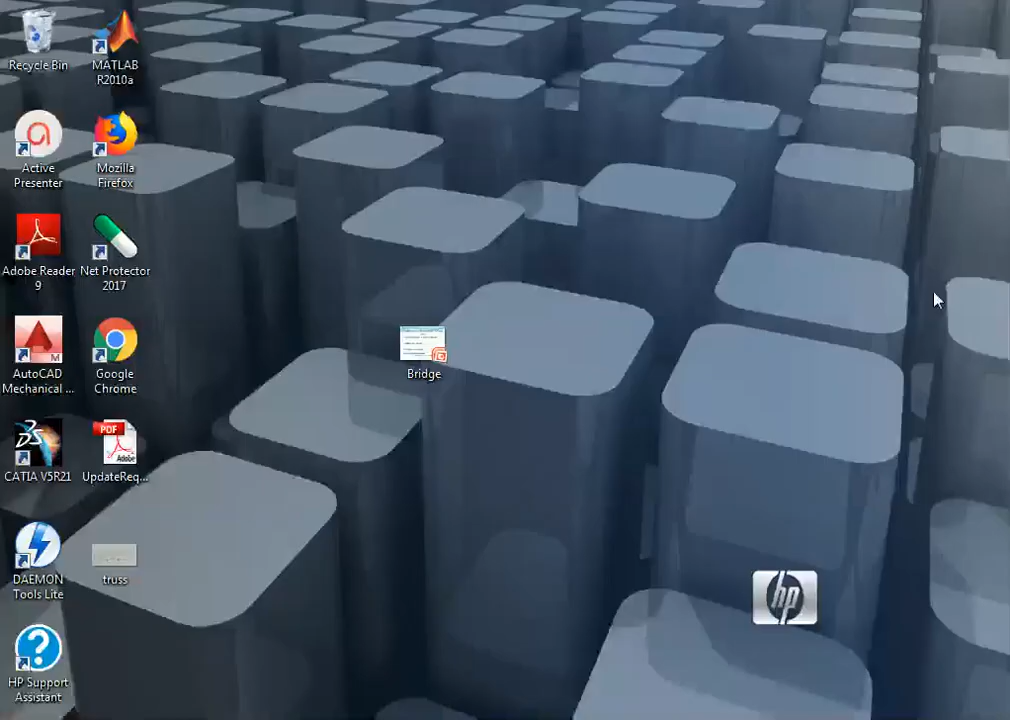 Recycle Bin
MATLAB
R2010a
Active
Presenter
Mozilla
Firefox
Adobe Reader
9
Net Protector
2017
AutoCAD
Mechanical ...
Google
Chrome
Bridge
CATIA V5R21
PDF
Adobe
UpdateReq...
DAEMON
Tools Lite
truss
HP Support
Assistant
hp